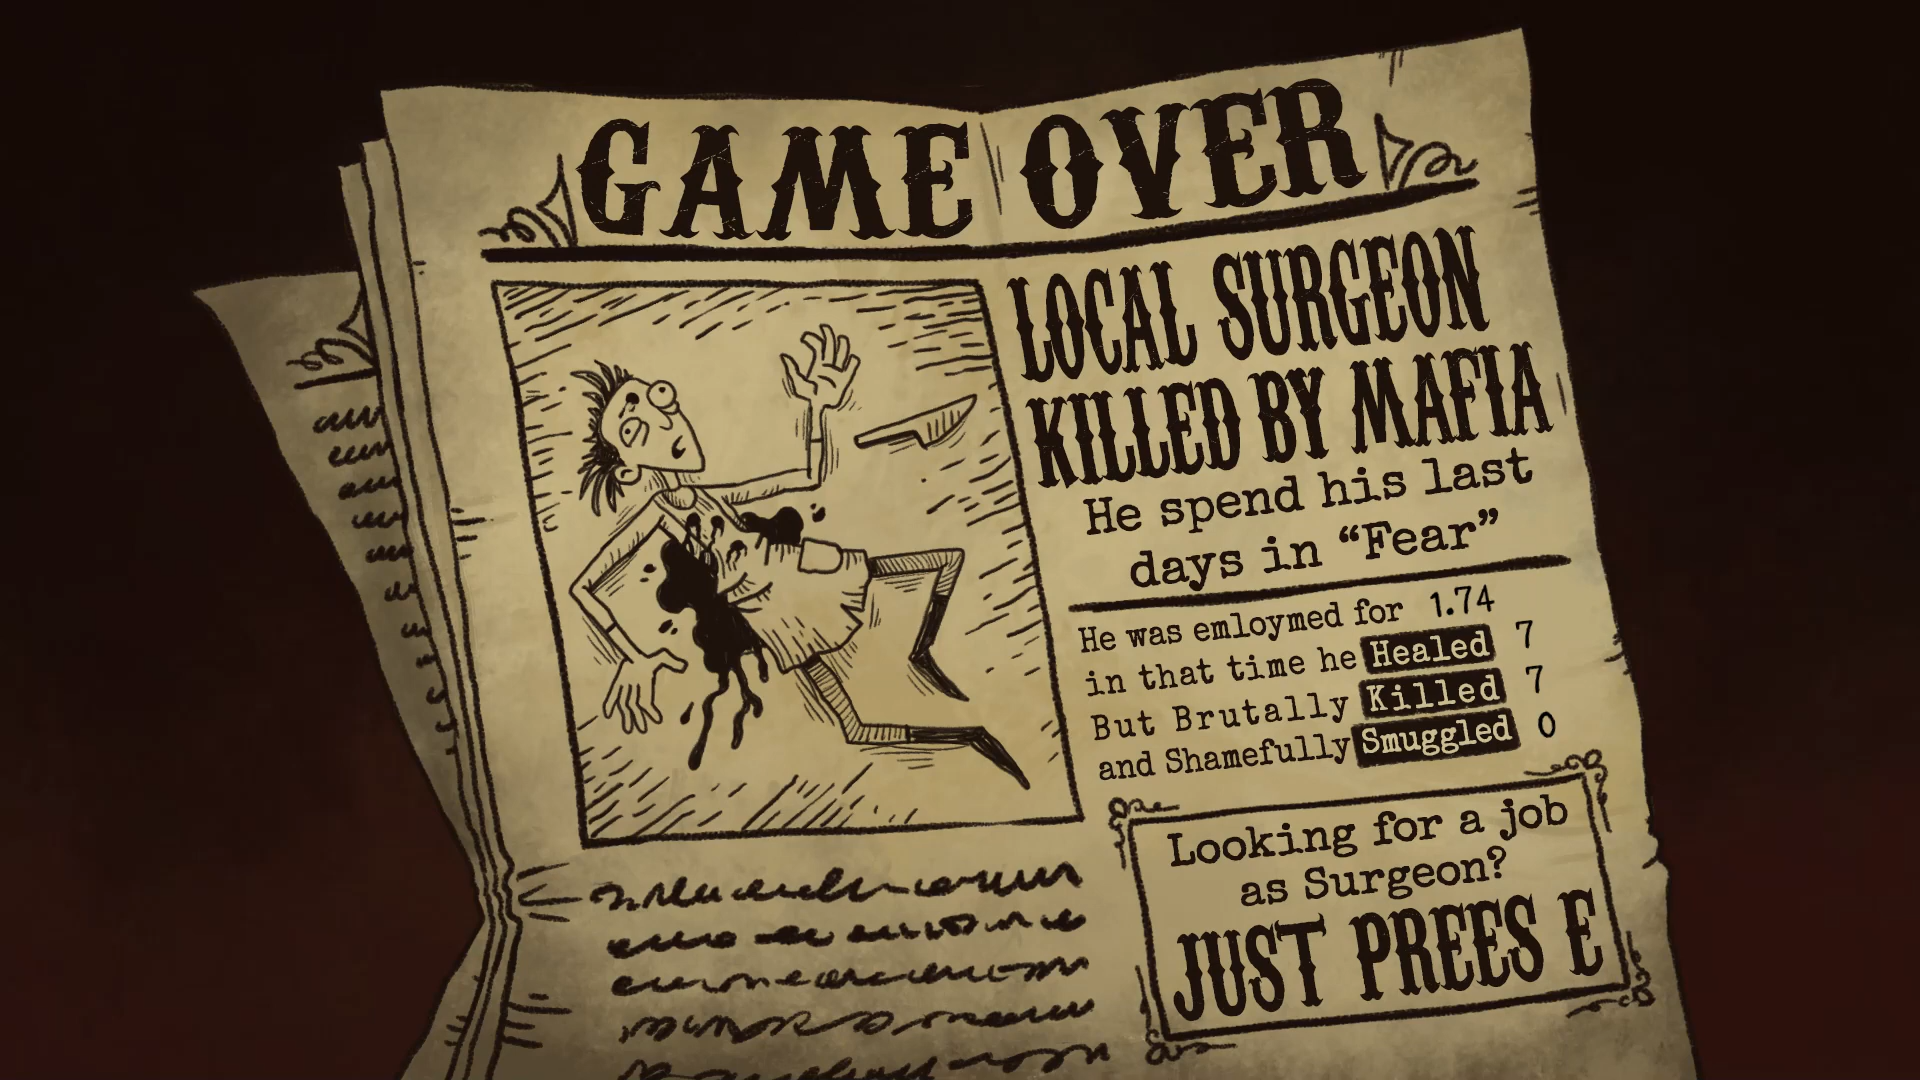 GAME OVER
LOCAL SURGEON
KILLED BY MAFIA
He spend his last
days in “Fear”
He was emloymed for 1.74
in that time he Healed 7
But Brutally Killed 7
and Shamefully Smuggled 0
Looking for a job
as Surgeon?
JUST PREES E